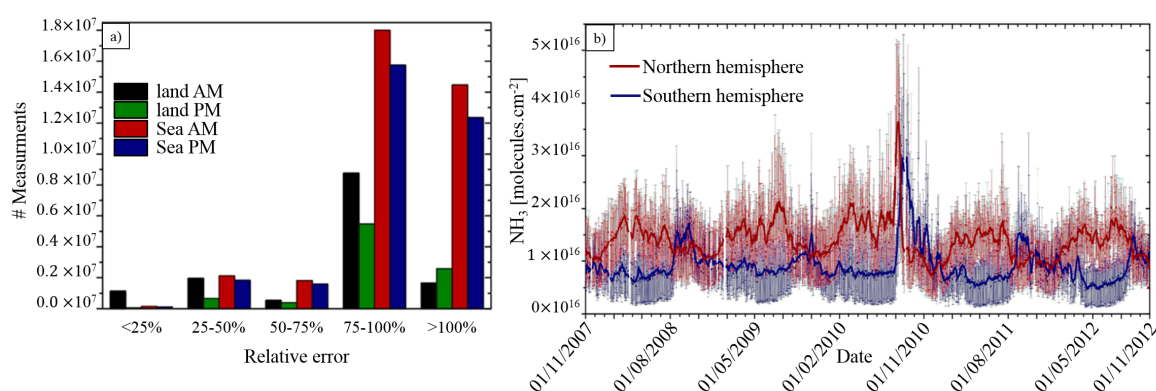 a)
1.8×10⁷
1.6×10⁷
1.4×10⁷
1.2×10⁷
1.0×10⁷
0.8×10⁷
0.6×10⁷
0.4×10⁷
0.2×10⁷
0.0×10⁷
# Measurments
land AM
land PM
Sea AM
Sea PM
<25%
25-50%
50-75%
75-100%
>100%
Relative error
b)
5×10¹⁶
4×10¹⁶
3×10¹⁶
2×10¹⁶
1×10¹⁶
0×10¹⁶
NH₃ [molecules.cm⁻²]
Northern hemisphere
Southern hemisphere
01/11/2007
01/08/2008
01/05/2009
01/02/2010
01/11/2010
01/08/2011
01/05/2012
01/11/2012
Date